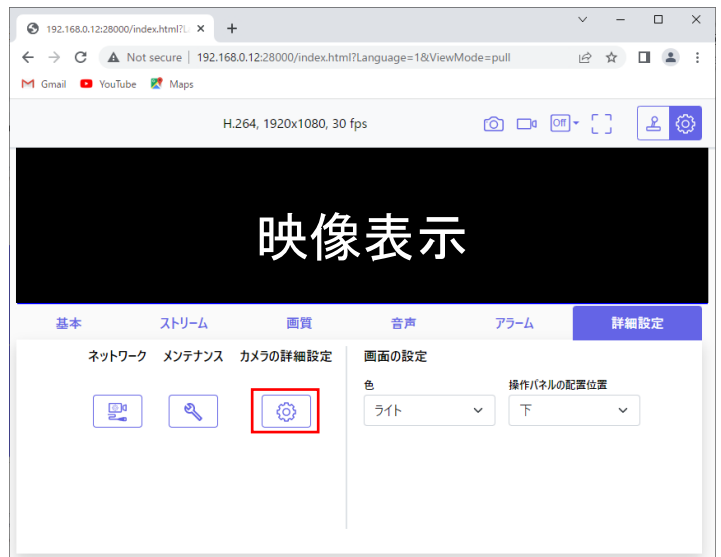 192.168.0.12:28000/index.html?L
Not secure | 192.168.0.12:28000/index.html?Language=1&ViewMode=pull
Gmail YouTube Maps
H.264, 1920x1080, 30 fps
Off
映像表示
基本 ストリーム 画質 音声 アラーム 詳細設定
ネットワーク メンテナンス カメラの詳細設定 画面の設定
色 操作パネルの配置位置
ライト 下